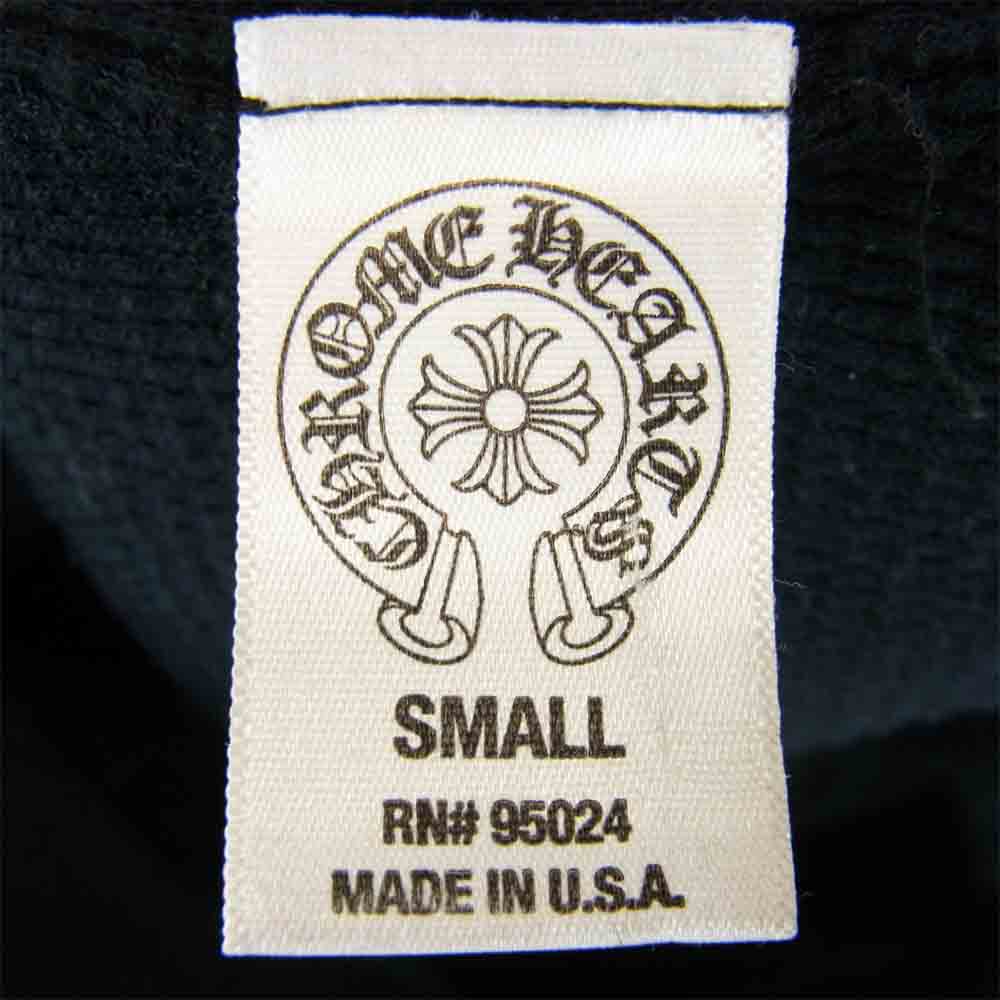 CHROME HEARTS
SMALL
RN# 95024
MADE IN U.S.A.